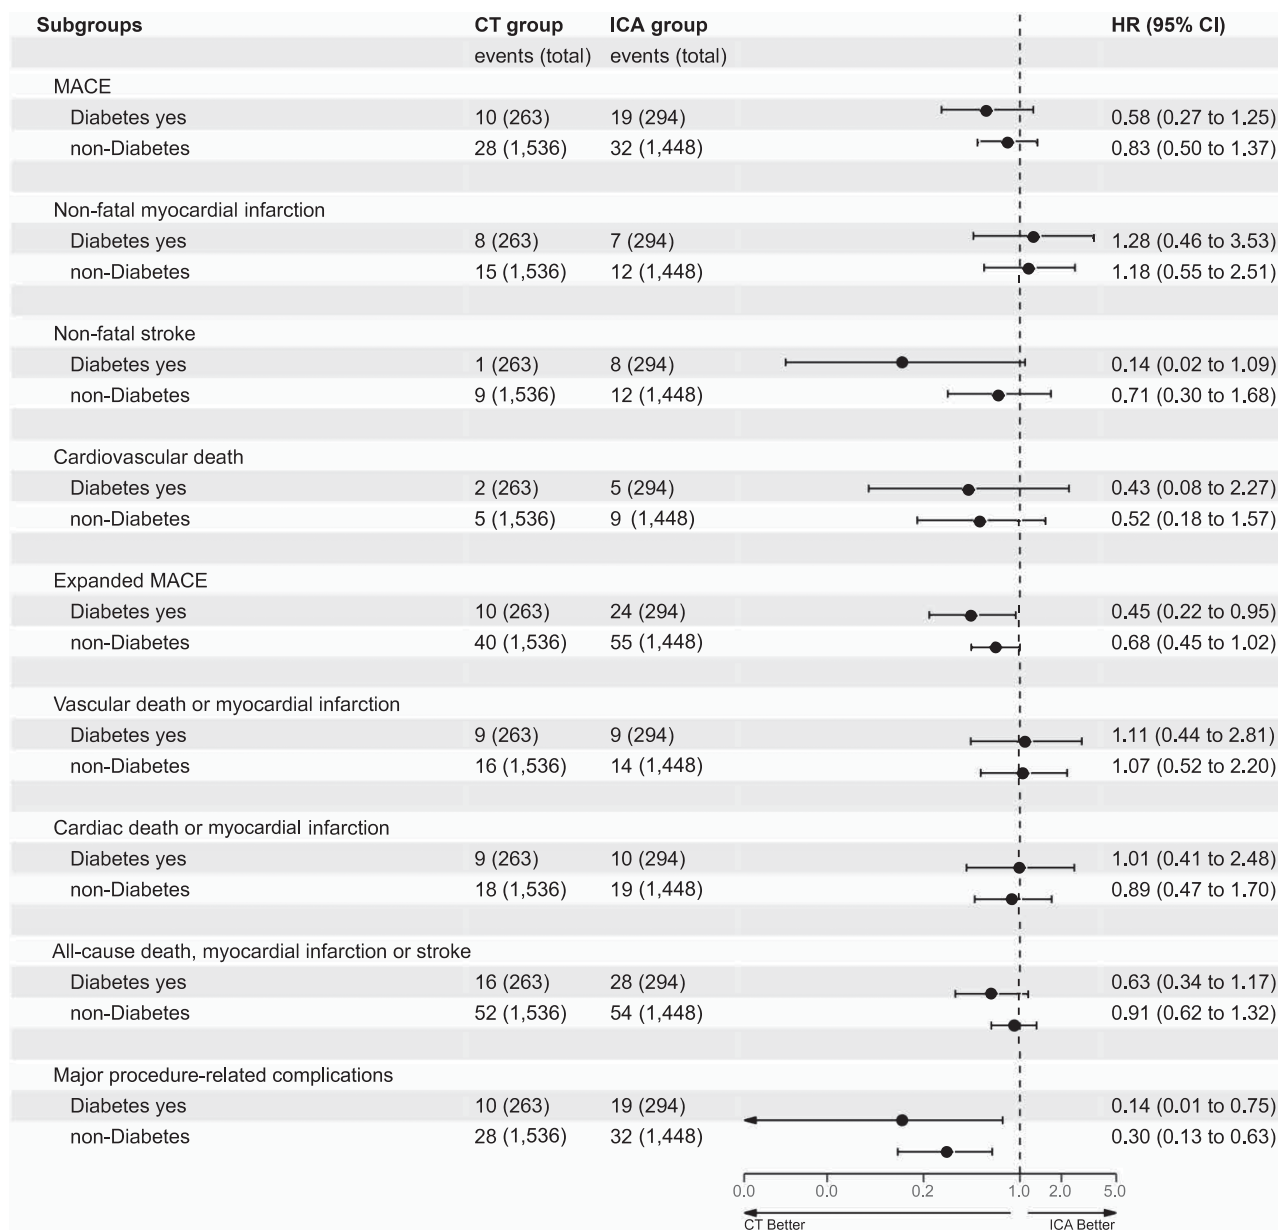 Subgroups CT group ICA group HR (95% CI)
events (total) events (total)
MACE
Diabetes yes 10 (263) 19 (294) 0.58 (0.27 to 1.25)
non-Diabetes 28 (1,536) 32 (1,448) 0.83 (0.50 to 1.37)
Non-fatal myocardial infarction
Diabetes yes 8 (263) 7 (294) 1.28 (0.46 to 3.53)
non-Diabetes 15 (1,536) 12 (1,448) 1.18 (0.55 to 2.51)
Non-fatal stroke
Diabetes yes 1 (263) 8 (294) 0.14 (0.02 to 1.09)
non-Diabetes 9 (1,536) 12 (1,448) 0.71 (0.30 to 1.68)
Cardiovascular death
Diabetes yes 2 (263) 5 (294) 0.43 (0.08 to 2.27)
non-Diabetes 5 (1,536) 9 (1,448) 0.52 (0.18 to 1.57)
Expanded MACE
Diabetes yes 10 (263) 24 (294) 0.45 (0.22 to 0.95)
non-Diabetes 40 (1,536) 55 (1,448) 0.68 (0.45 to 1.02)
Vascular death or myocardial infarction
Diabetes yes 9 (263) 9 (294) 1.11 (0.44 to 2.81)
non-Diabetes 16 (1,536) 14 (1,448) 1.07 (0.52 to 2.20)
Cardiac death or myocardial infarction
Diabetes yes 9 (263) 10 (294) 1.01 (0.41 to 2.48)
non-Diabetes 18 (1,536) 19 (1,448) 0.89 (0.47 to 1.70)
All-cause death, myocardial infarction or stroke
Diabetes yes 16 (263) 28 (294) 0.63 (0.34 to 1.17)
non-Diabetes 52 (1,536) 54 (1,448) 0.91 (0.62 to 1.32)
Major procedure-related complications
Diabetes yes 10 (263) 19 (294) 0.14 (0.01 to 0.75)
non-Diabetes 28 (1,536) 32 (1,448) 0.30 (0.13 to 0.63)
0.0 0.0 0.2 1.0 2.0 5.0
CT Better ICA Better